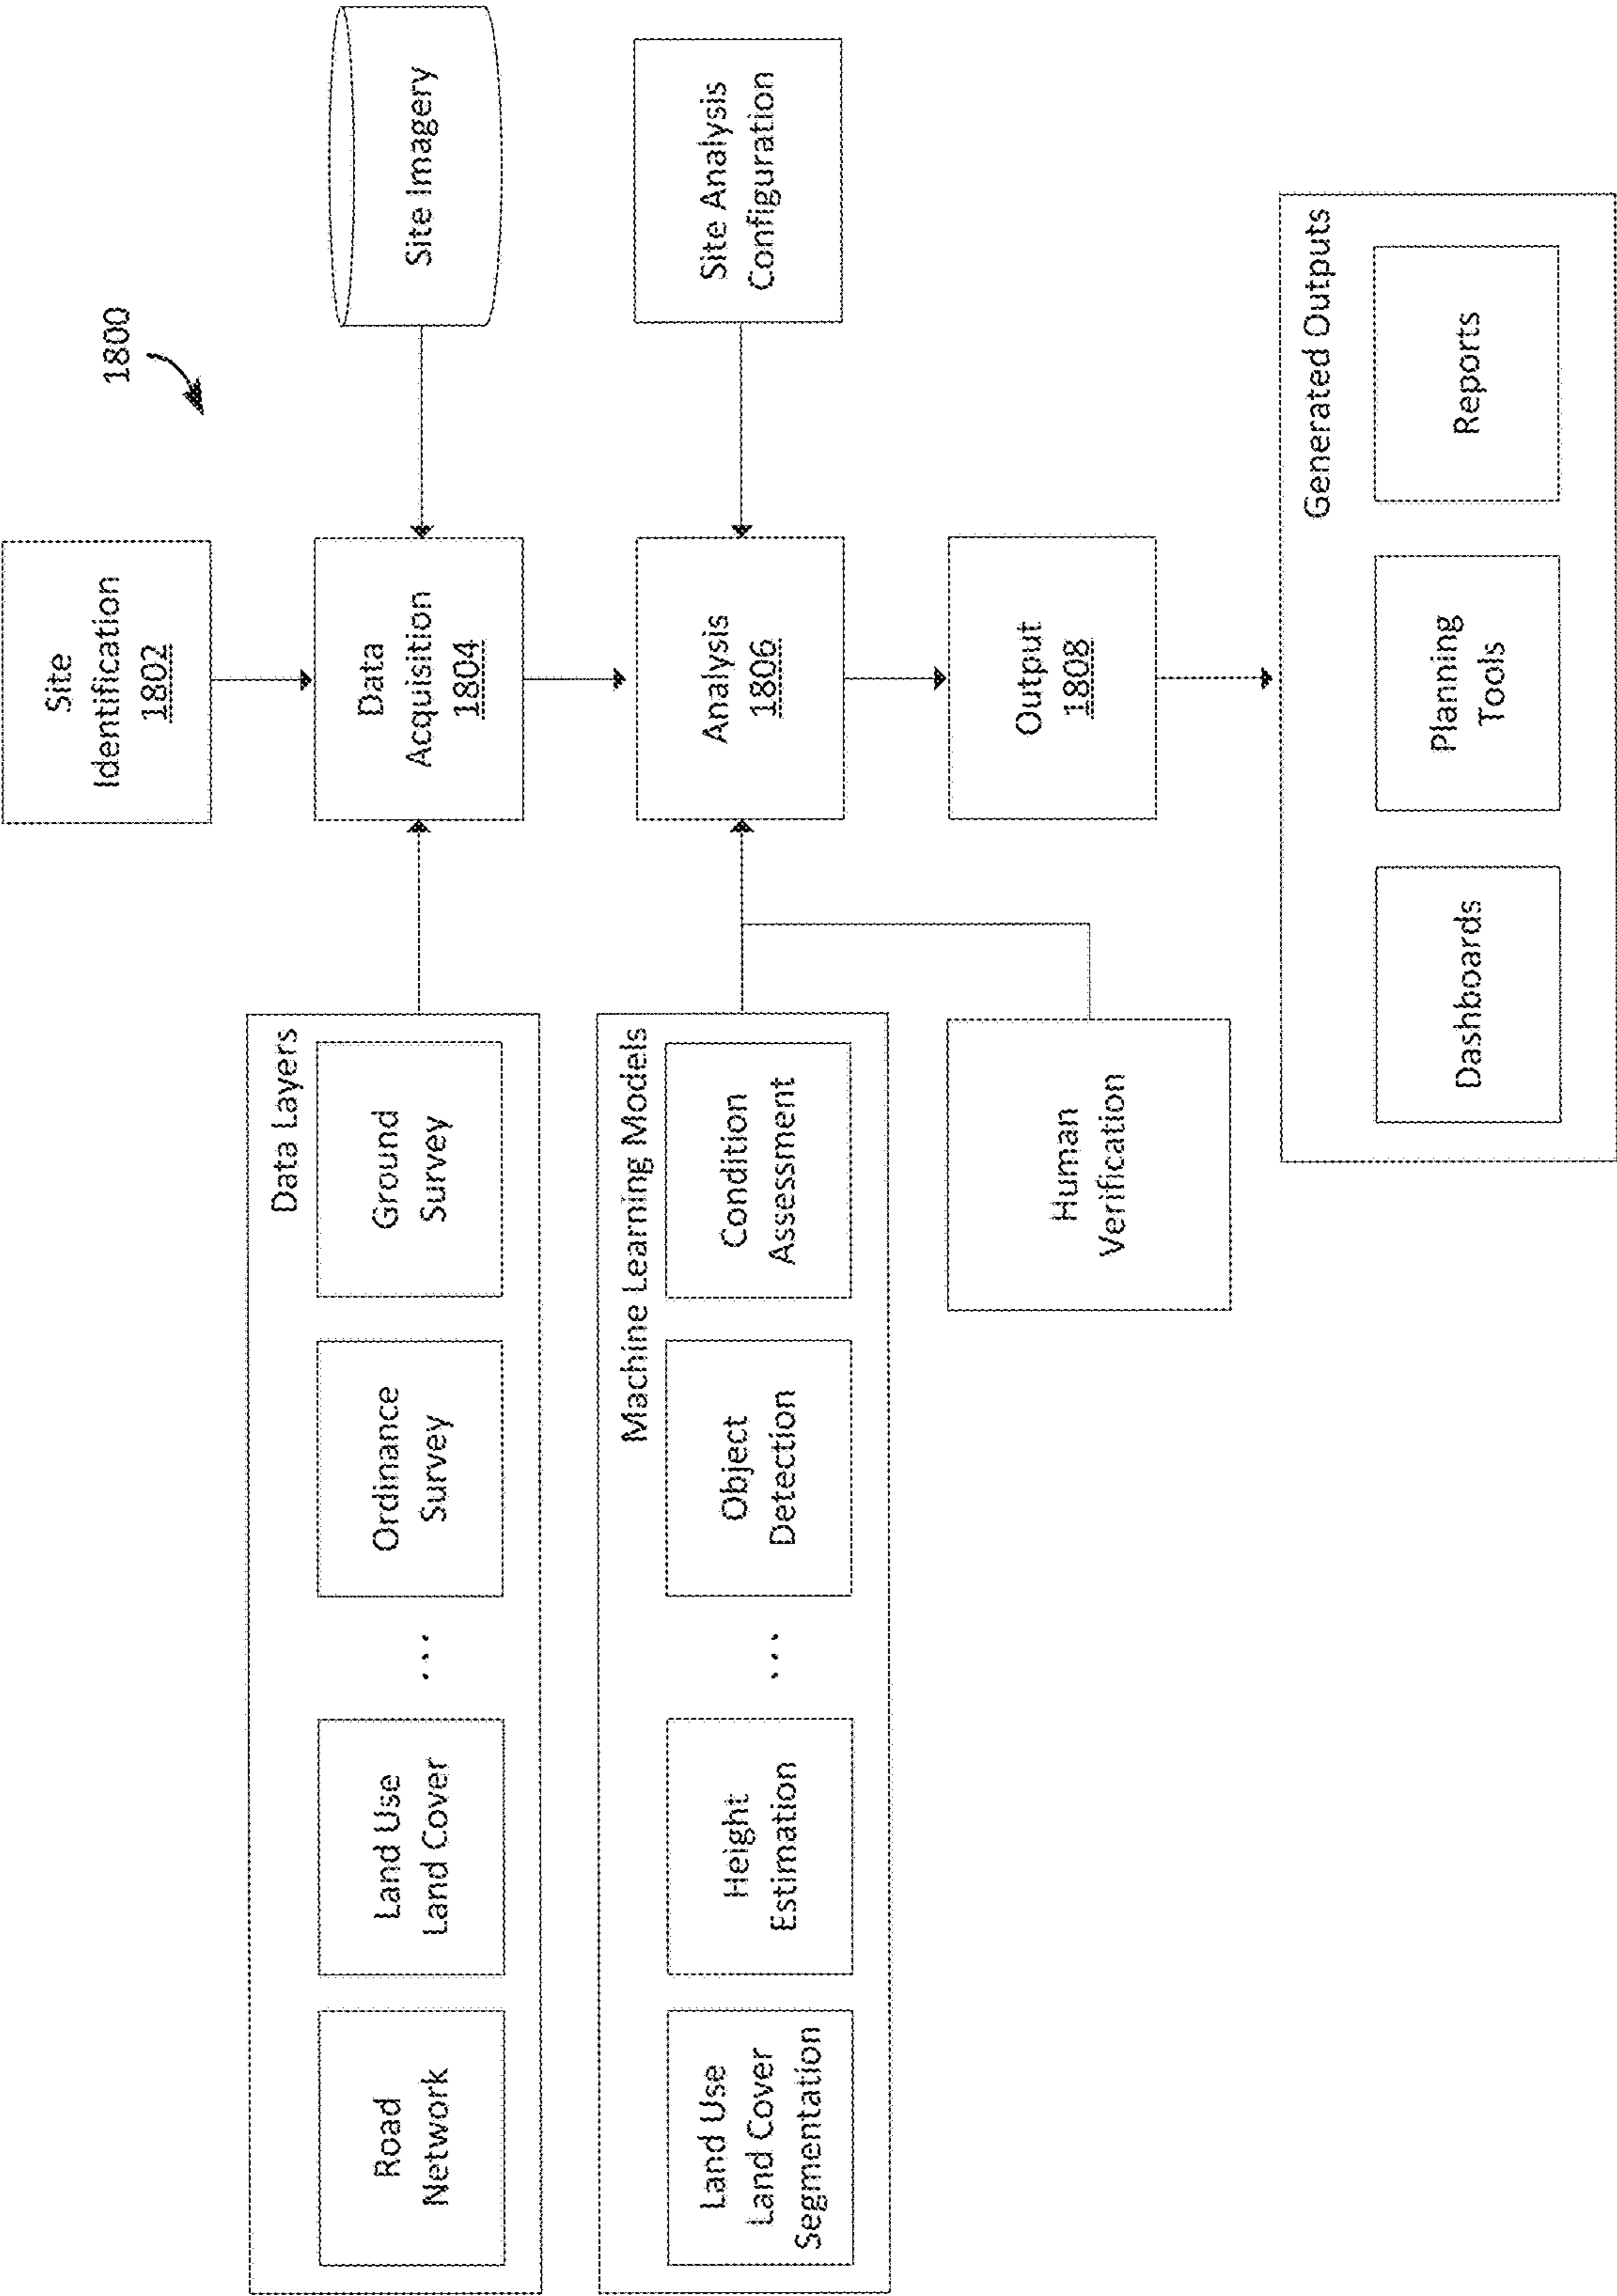 1800
Site
Identification
1802
Data Layers
Road
Network
Land Use
Land Cover
...
Ordinance
Survey
Ground
Survey
Data
Acquisition
1804
Site Imagery
Machine Learning Models
Land Use
Land Cover
Segmentation
Height
Estimation
...
Object
Detection
Condition
Assessment
Analysis
1806
Site Analysis
Configuration
Human
Verification
Output
1808
Generated Outputs
Dashboards
Planning
Tools
Reports